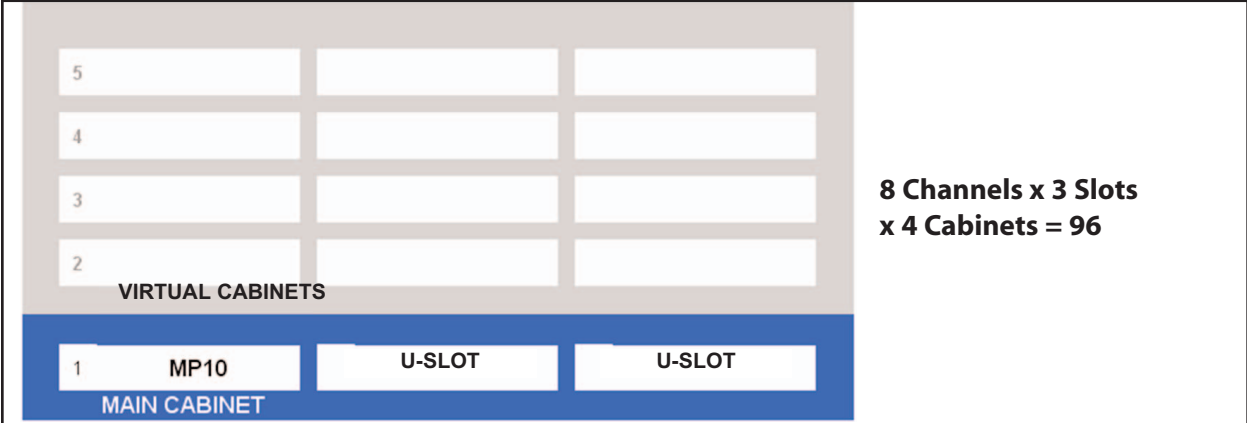 5
4
3
2
VIRTUAL CABINETS
8 Channels x 3 Slots
x 4 Cabinets = 96
1 MP10 U-SLOT U-SLOT
MAIN CABINET